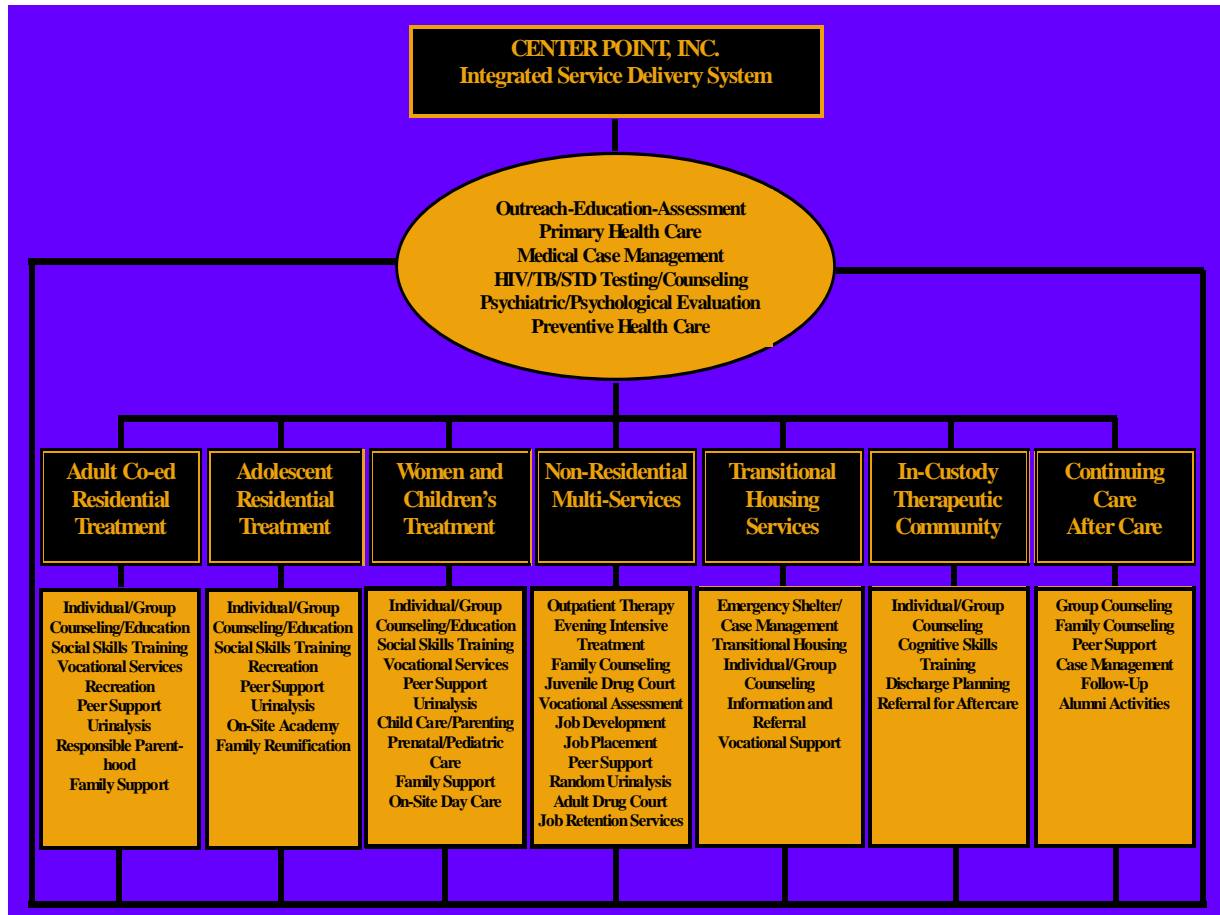 CENTER POINT, INC.
Integrated Service Delivery System
Outreach-Education-Assessment
Primary Health Care
Medical Case Management
HIV/TB/STD Testing/Counseling
Psychiatric/Psychological Evaluation
Preventive Health Care
Adult Co-ed
Residential
Treatment
Adolescent
Residential
Treatment
Women and
Children's
Treatment
Non-Residential
Multi-Services
Transitional
Housing
Services
In-Custody
Therapeutic
Community
Continuing
Care
After Care
Individual/Group
Counseling/Education
Social Skills Training
Vocational Services
Recreation
Peer Support
Urinalysis
Responsible Parent-
hood
Family Support
Individual/Group
Counseling/Education
Social Skills Training
Recreation
Peer Support
Urinalysis
On-Site Academy
Family Reunification
Individual/Group
Counseling/Education
Social Skills Training
Vocational Services
Peer Support
Urinalysis
Child Care/Parenting
Prenatal/Pediatric
Care
Family Support
On-Site Day Care
Outpatient Therapy
Evening Intensive
Treatment
Family Counseling
Juvenile Drug Court
Vocational Assessment
Job Development
Job Placement
Peer Support
Random Urinalysis
Adult Drug Court
Job Retention Services
Emergency Shelter/
Case Management
Transitional Housing
Individual/Group
Counseling
Information and
Referral
Vocational Support
Individual/Group
Counseling
Cognitive Skills
Training
Discharge Planning
Referral for Aftercare
Group Counseling
Family Counseling
Peer Support
Case Management
Follow-Up
Alumni Activities